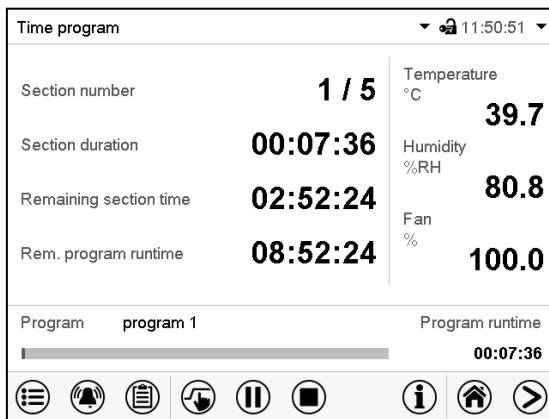 Time program 11:50:51
Section number 1 / 5
Section duration 00:07:36
Remaining section time 02:52:24
Rem. program runtime 08:52:24
Temperature
°C
39.7
Humidity
%RH
80.8
Fan
%
100.0
Program program 1 Program runtime
00:07:36